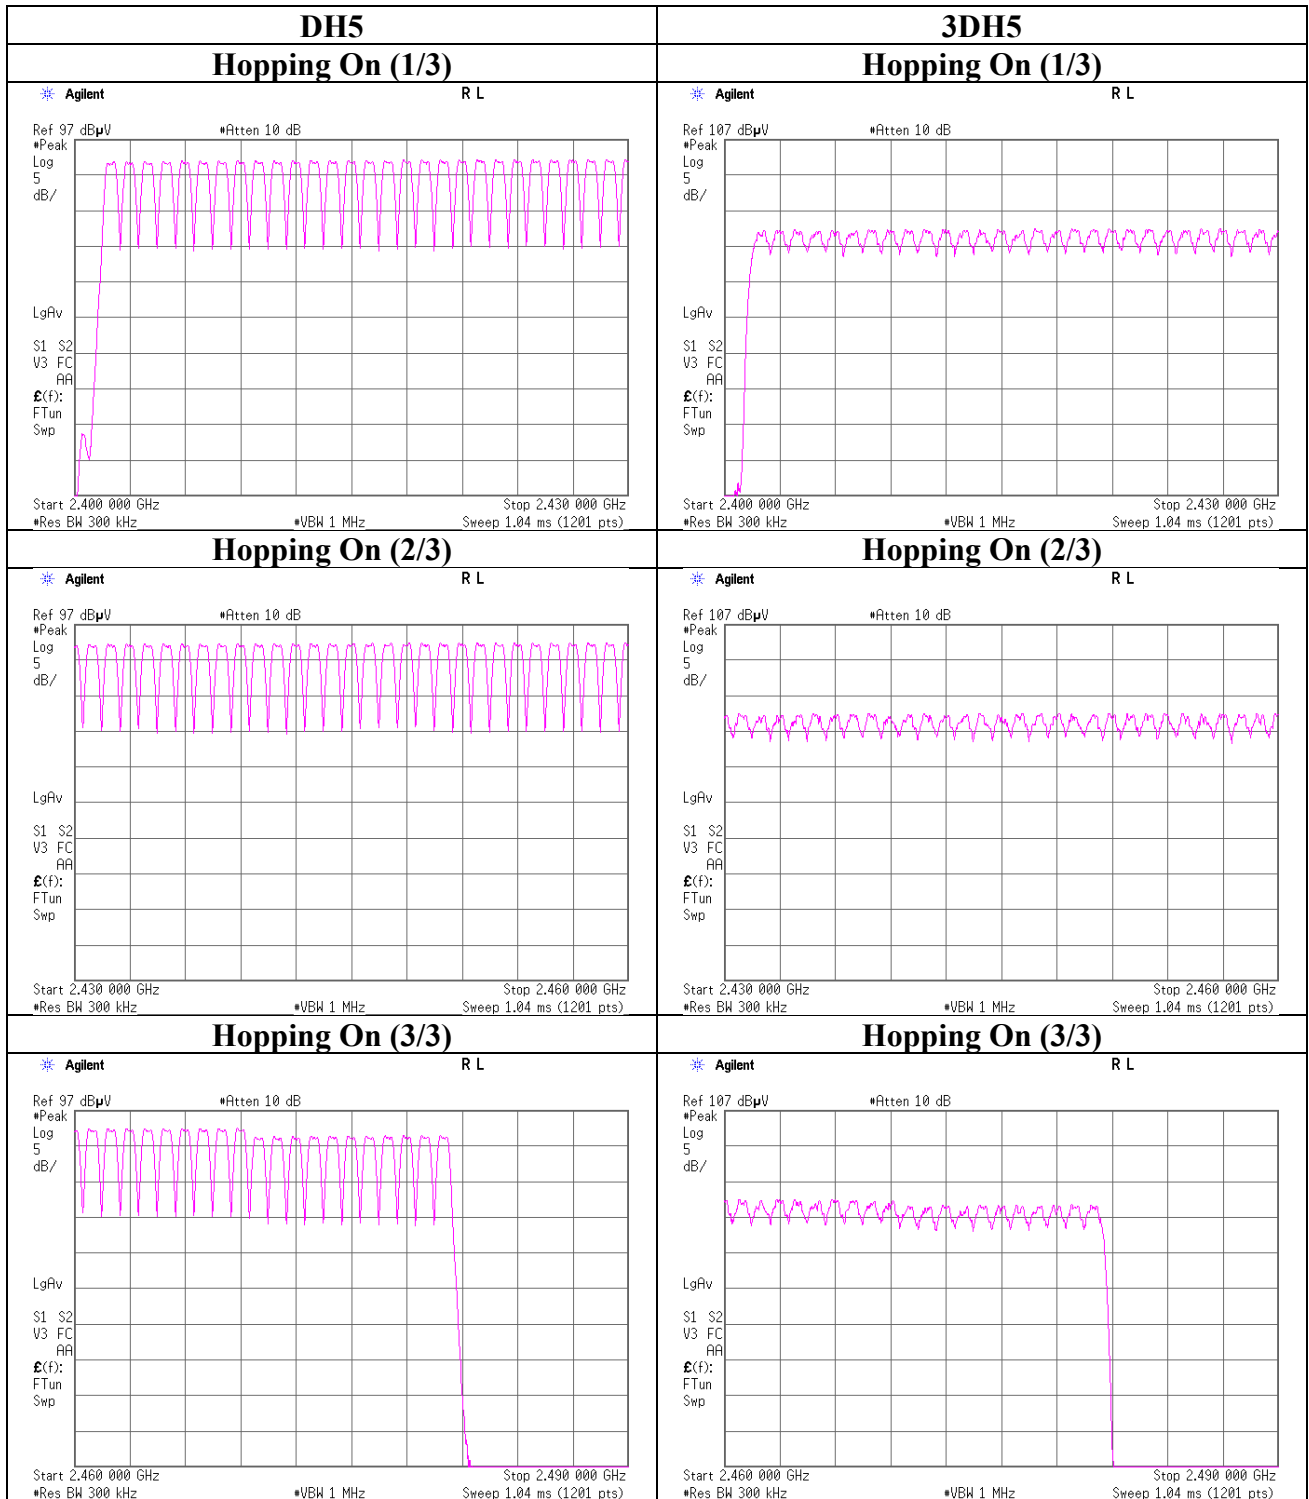 DH5
3DH5
Hopping On (1/3)
Hopping On (1/3)
Agilent
R L
Ref 97 dBµV
#Atten 10 dB
#Peak
Log
5
dB/
LgAv
S1 S2
V3 FC
AA
£(f):
FTun
Swp
Start 2.400 000 GHz
Stop 2.430 000 GHz
#Res BW 300 kHz
#VBW 1 MHz
Sweep 1.04 ms (1201 pts)
Agilent
R L
Ref 107 dBµV
#Atten 10 dB
#Peak
Log
5
dB/
LgAv
S1 S2
V3 FC
AA
£(f):
FTun
Swp
Start 2.400 000 GHz
Stop 2.430 000 GHz
#Res BW 300 kHz
#VBW 1 MHz
Sweep 1.04 ms (1201 pts)
Hopping On (2/3)
Hopping On (2/3)
Agilent
R L
Ref 97 dBµV
#Atten 10 dB
#Peak
Log
5
dB/
LgAv
S1 S2
V3 FC
AA
£(f):
FTun
Swp
Start 2.430 000 GHz
Stop 2.460 000 GHz
#Res BW 300 kHz
#VBW 1 MHz
Sweep 1.04 ms (1201 pts)
Agilent
R L
Ref 107 dBµV
#Atten 10 dB
#Peak
Log
5
dB/
LgAv
S1 S2
V3 FC
AA
£(f):
FTun
Swp
Start 2.430 000 GHz
Stop 2.460 000 GHz
#Res BW 300 kHz
#VBW 1 MHz
Sweep 1.04 ms (1201 pts)
Hopping On (3/3)
Hopping On (3/3)
Agilent
R L
Ref 97 dBµV
#Atten 10 dB
#Peak
Log
5
dB/
LgAv
S1 S2
V3 FC
AA
£(f):
FTun
Swp
Start 2.460 000 GHz
Stop 2.490 000 GHz
#Res BW 300 kHz
#VBW 1 MHz
Sweep 1.04 ms (1201 pts)
Agilent
R L
Ref 107 dBµV
#Atten 10 dB
#Peak
Log
5
dB/
LgAv
S1 S2
V3 FC
AA
£(f):
FTun
Swp
Start 2.460 000 GHz
Stop 2.490 000 GHz
#Res BW 300 kHz
#VBW 1 MHz
Sweep 1.04 ms (1201 pts)